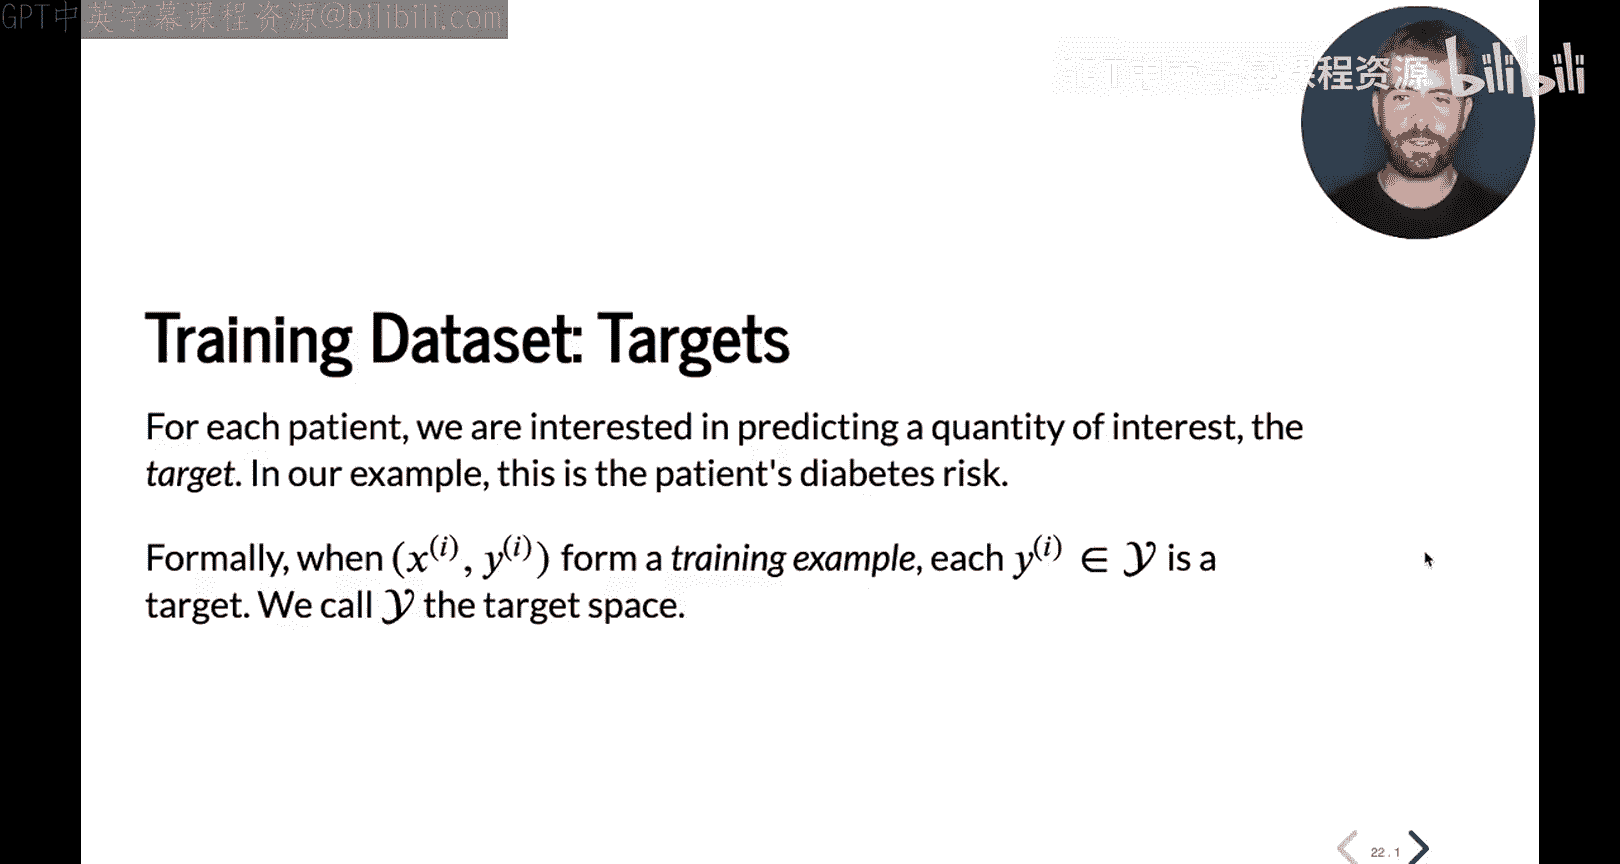 GPT中英字幕课程资源@bilibili.com
程资源 bilibili
Training Dataset: Targets
For each patient, we are interested in predicting a quantity of interest, the
target. In our example, this is the patient's diabetes risk.
Formally, when (x⁽ⁱ⁾, y⁽ⁱ⁾) form a training example, each y⁽ⁱ⁾ ∈ 𝒴 is a
target. We call 𝒴 the target space.
22 . 1